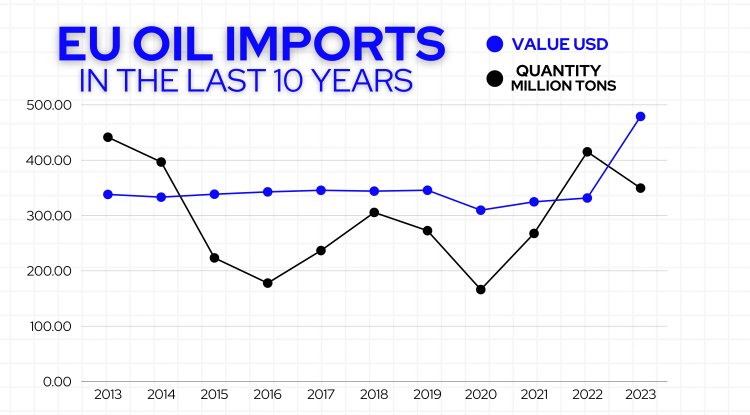 EU OIL IMPORTS
IN THE LAST 10 YEARS
VALUE USD
QUANTITY
MILLION TONS
500.00
400.00
300.00
200.00
100.00
0.00
2013 2014 2015 2016 2017 2018 2019 2020 2021 2022 2023